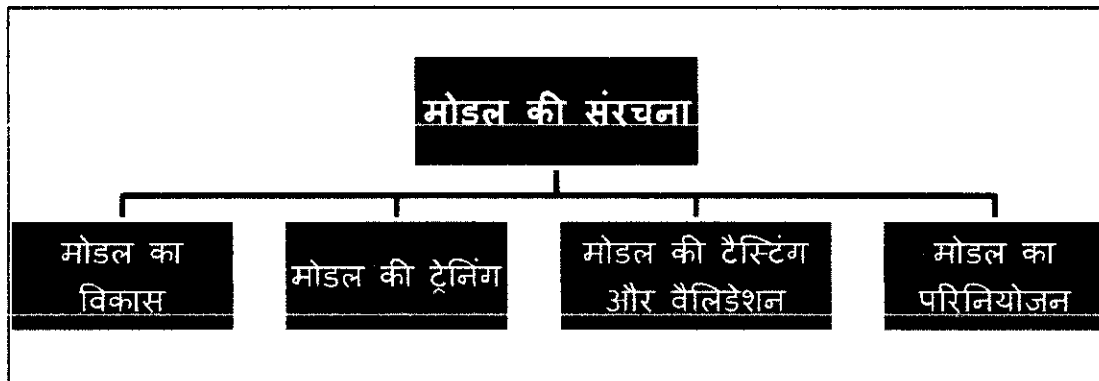 मोडल की संरचना
मोडल का
विकास
मोडल की ट्रेनिंग
मोडल की टैस्टिंग
और वैलिडेशन
मोडल का
परिनियोजन